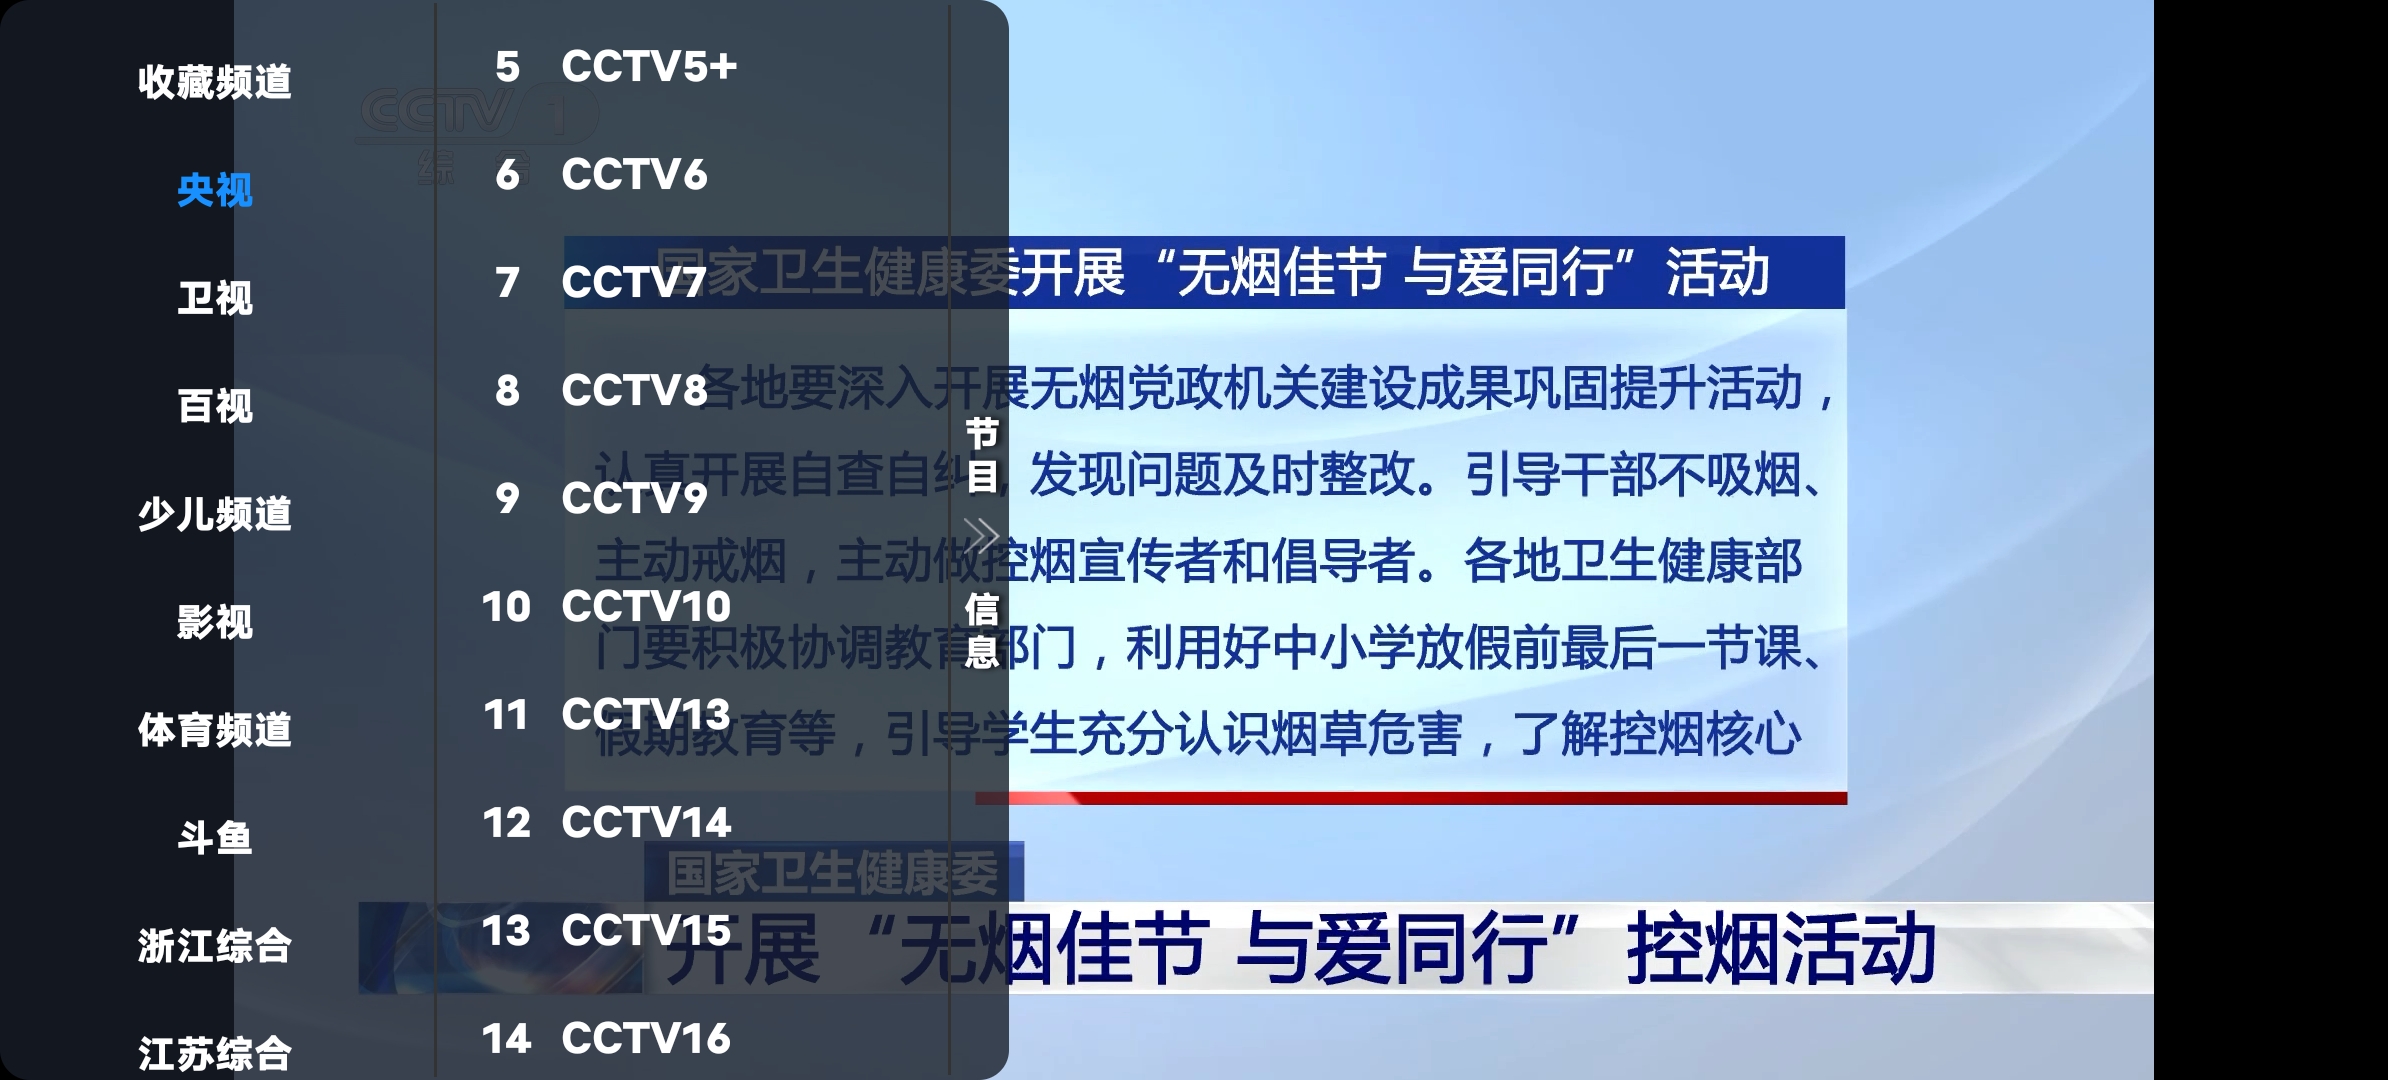 收藏频道
央视
卫视
百视
少儿频道
影视
体育频道
斗鱼
浙江综合
江苏综合
5 CCTV5+
6 CCTV6
7 CCTV7
8 CCTV8
9 CCTV9
10 CCTV10
11 CCTV13
12 CCTV14
13 CCTV15
14 CCTV16
节目
信息
CCTV 1
综合
国家卫生健康委开展“无烟佳节 与爱同行”活动
各地要深入开展无烟党政机关建设成果巩固提升活动，
认真开展自查自纠，发现问题及时整改。引导干部不吸烟、
主动戒烟，主动做控烟宣传者和倡导者。各地卫生健康部
门要积极协调教育部门，利用好中小学放假前最后一节课、
假期教育等，引导学生充分认识烟草危害，了解控烟核心
国家卫生健康委
开展“无烟佳节 与爱同行”控烟活动